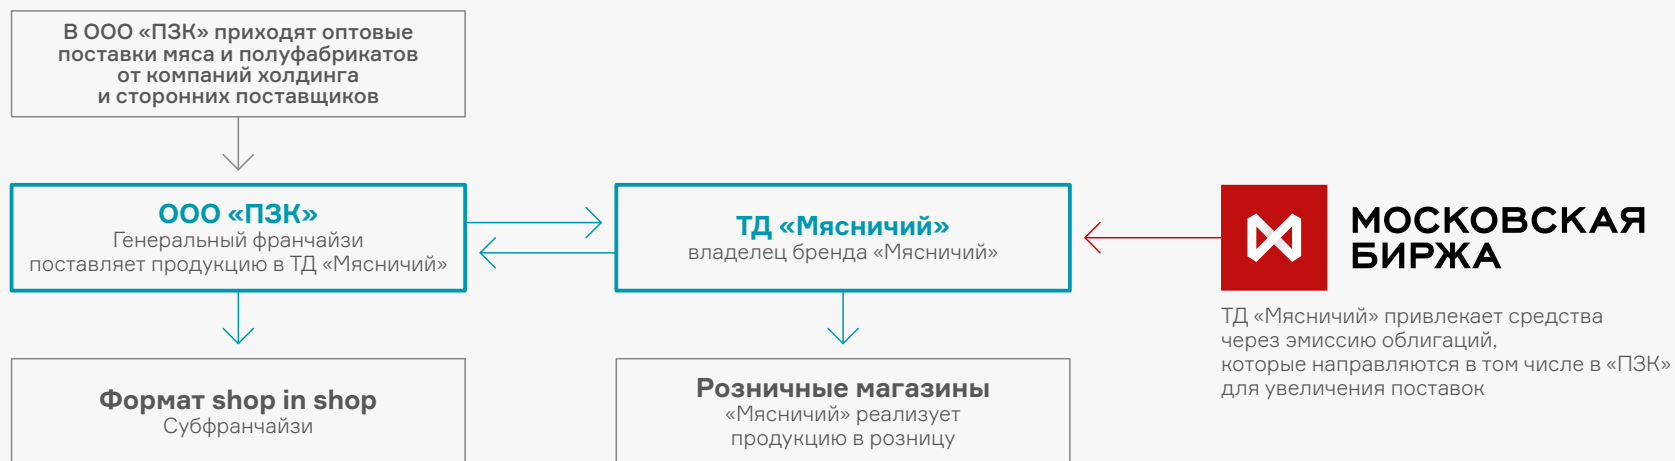 В ООО «ПЗК» приходят оптовые
поставки мяса и полуфабрикатов
от компаний холдинга
и сторонних поставщиков
ООО «ПЗК»
Генеральный франчайзи
поставляет продукцию в ТД «Мясничий»
ТД «Мясничий»
владелец бренда «Мясничий»
МОСКОВСКАЯ
БИРЖА
ТД «Мясничий» привлекает средства
через эмиссию облигаций,
которые направляются в том числе в «ПЗК»
для увеличения поставок
Формат shop in shop
Субфранчайзи
Розничные магазины
«Мясничий» реализует
продукцию в розницу